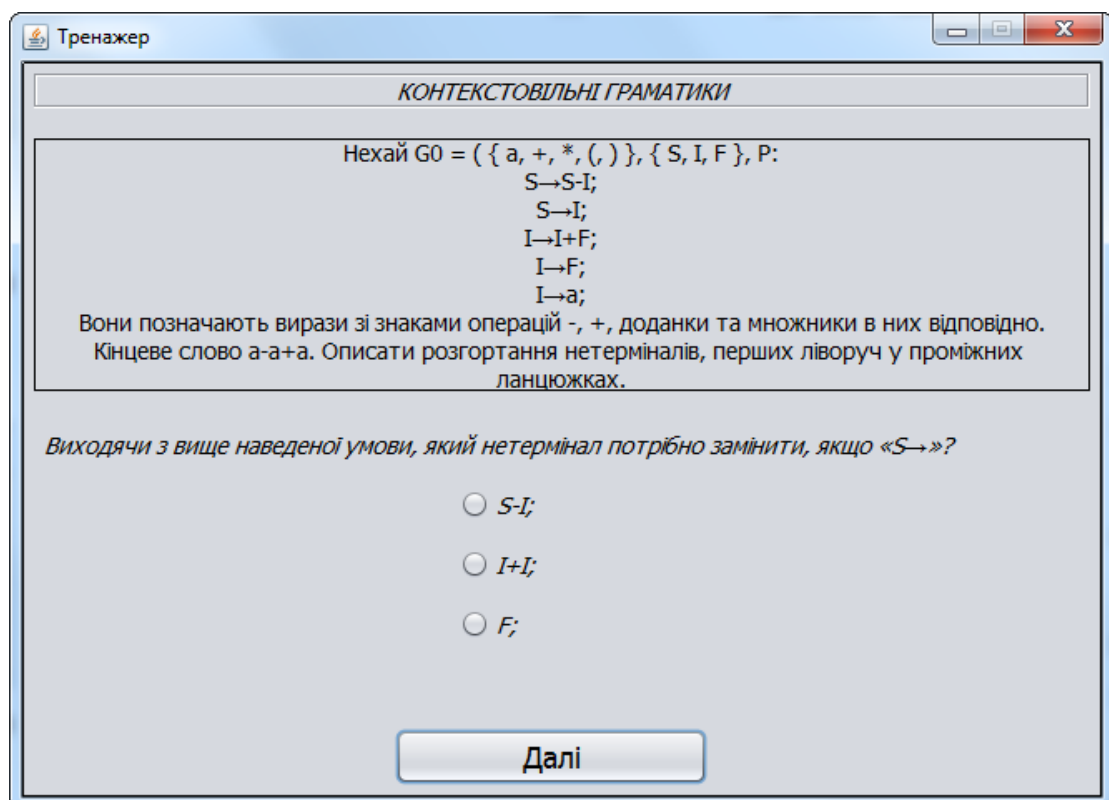 Тренажер
КОНТЕКСТОВІЛЬНІ ГРАМАТИКИ
Нехай G0 = ( { a, +, *, (, ) }, { S, I, F }, P:
S→S-I;
S→I;
I→I+F;
I→F;
I→a;
Вони позначають вирази зі знаками операцій -, +, доданки та множники в них відповідно.
Кінцеве слово a-a+a. Описати розгортання нетерміналів, перших ліворуч у проміжних
ланцюжках.
Виходячи з вище наведеної умови, який нетермінал потрібно замінити, якщо «S→»?
S-I;
I+I;
F;
Далі